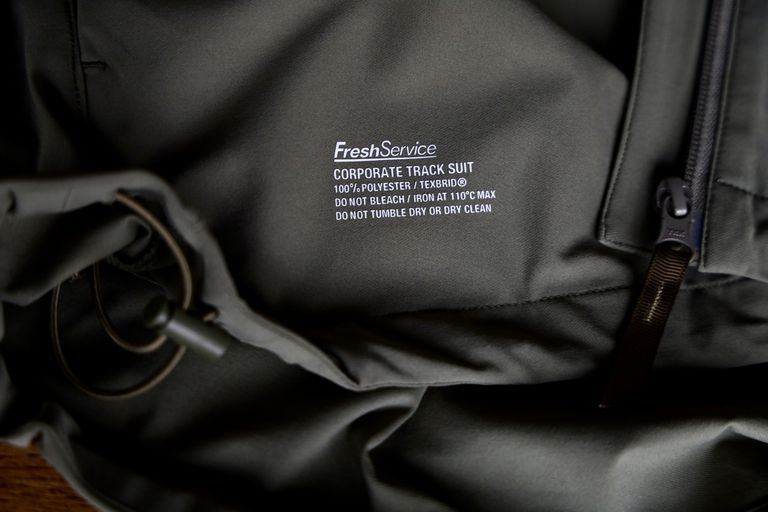 FreshService
CORPORATE TRACK SUIT
100% POLYESTER / TEXBRID®
DO NOT BLEACH / IRON AT 110°C MAX
DO NOT TUMBLE DRY OR DRY CLEAN
YKK